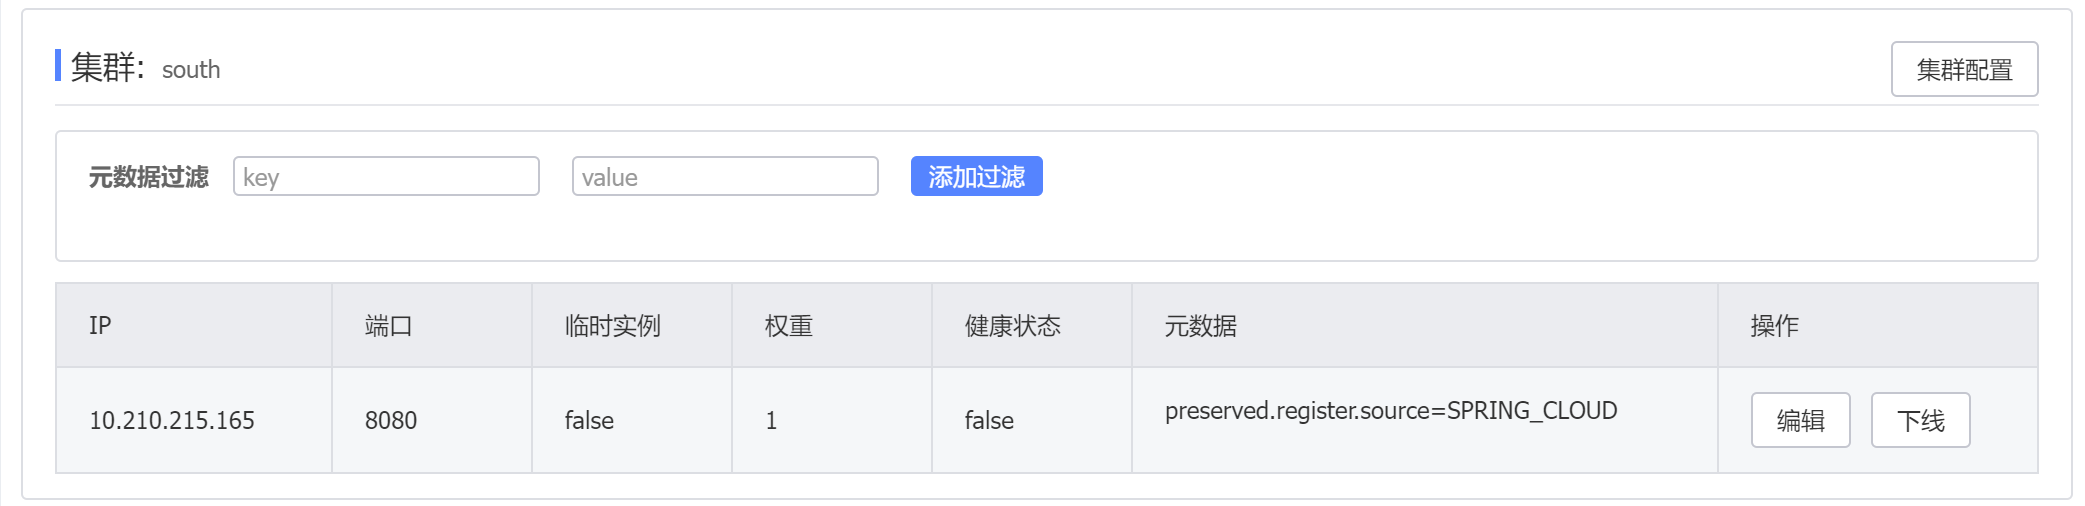 集群: south
集群配置
元数据过滤 key value 添加过滤
IP 端口 临时实例 权重 健康状态 元数据 操作
10.210.215.165 8080 false 1 false preserved.register.source=SPRING_CLOUD 编辑 下线